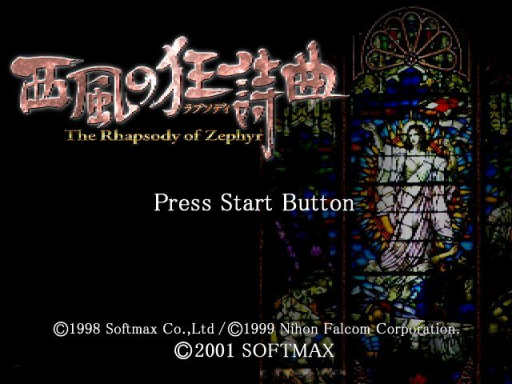 西風の狂詩曲
ラプソディ
The Rhapsody of Zephyr
Press Start Button
©1998 Softmax Co.,Ltd / ©1999 Nihon Falcom Corporation.
©2001 SOFTMAX